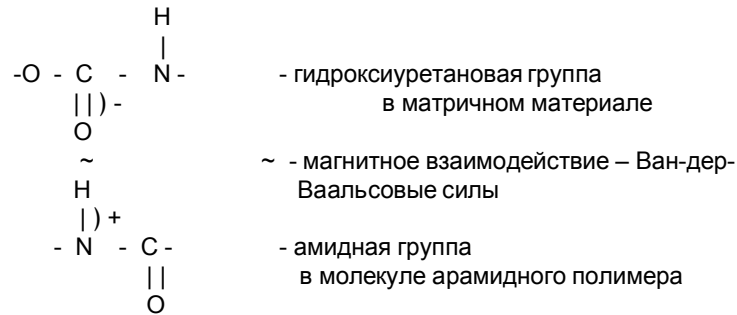 H
|
-O - C - N - - гидроксиуретановая группа
||) - в матричном материале
O
~ ~ - магнитное взаимодействие – Ван-дер-
H Ваальсовые силы
|) +
- N - C - - амидная группа
|| в молекуле арамидного полимера
O